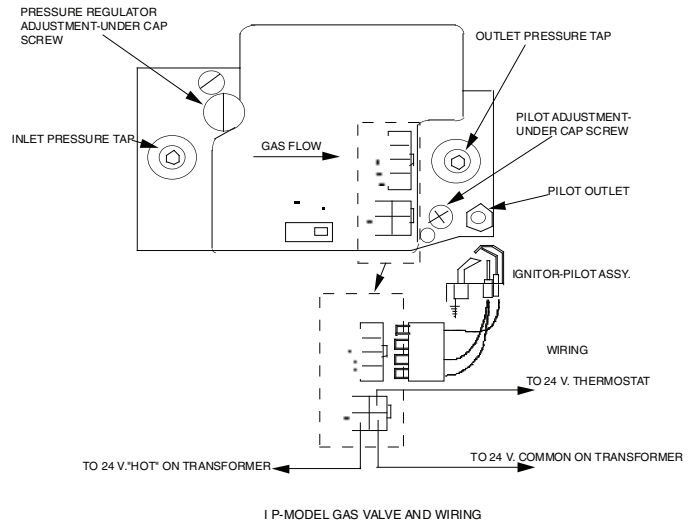 PRESSURE REGULATOR
ADJUSTMENT-UNDER CAP
SCREW
OUTLET PRESSURE TAP
PILOT ADJUSTMENT-
UNDER CAP SCREW
INLET PRESSURE TAP
GAS FLOW
PILOT OUTLET
IGNITOR-PILOT ASSY.
WIRING
TO 24 V. THERMOSTAT
TO 24 V."HOT" ON TRANSFORMER
TO 24 V. COMMON ON TRANSFORMER
I P-MODEL GAS VALVE AND WIRING